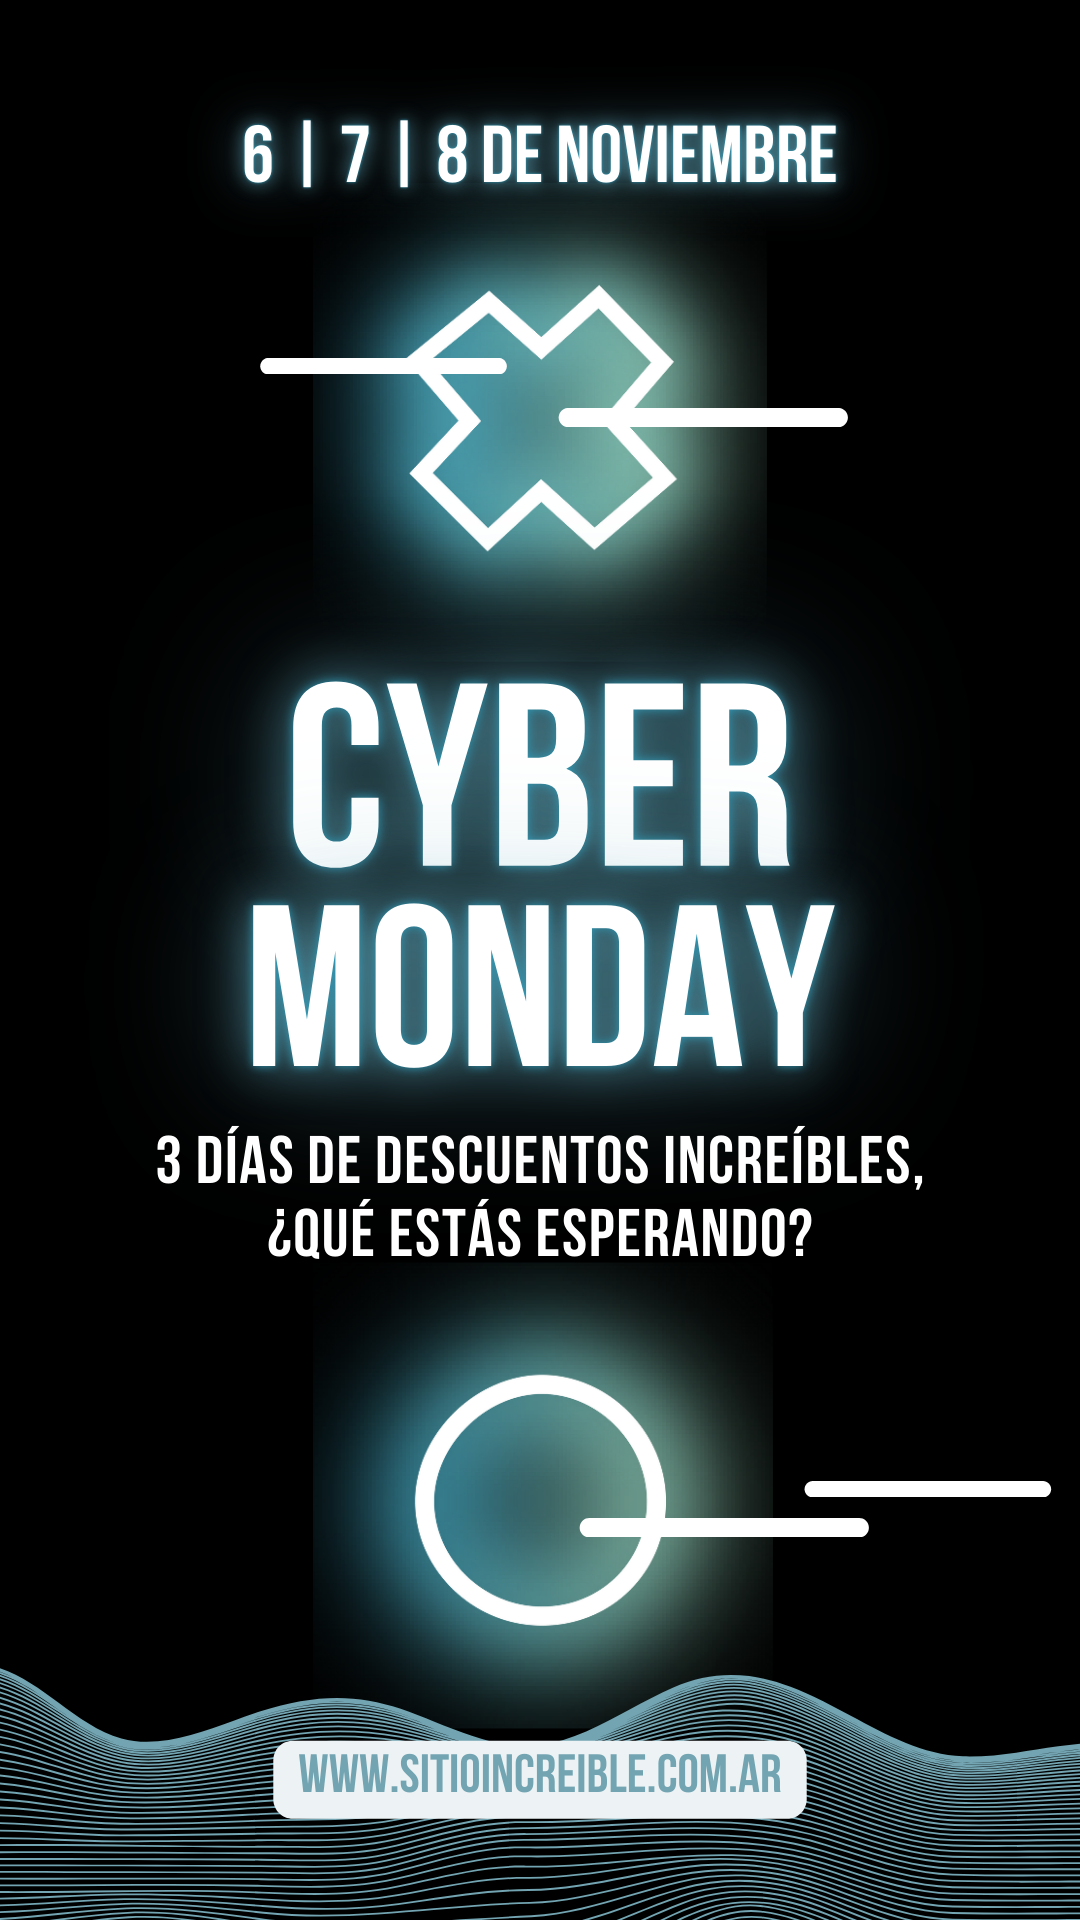 6 | 7 | 8 DE NOVIEMBRE
CYBER
MONDAY
3 DÍAS DE DESCUENTOS INCREÍBLES,
¿QUÉ ESTÁS ESPERANDO?
WWW.SITIOINCREIBLE.COM.AR